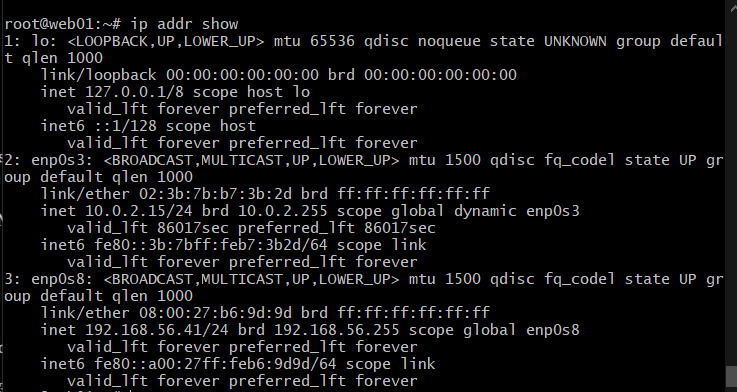 root@web01:~# ip addr show
1: lo: <LOOPBACK,UP,LOWER_UP> mtu 65536 qdisc noqueue state UNKNOWN group defaul
t qlen 1000
    link/loopback 00:00:00:00:00:00 brd 00:00:00:00:00:00
    inet 127.0.0.1/8 scope host lo
       valid_lft forever preferred_lft forever
    inet6 ::1/128 scope host
       valid_lft forever preferred_lft forever
2: enp0s3: <BROADCAST,MULTICAST,UP,LOWER_UP> mtu 1500 qdisc fq_codel state UP gr
oup default qlen 1000
    link/ether 02:3b:7b:b7:3b:2d brd ff:ff:ff:ff:ff:ff
    inet 10.0.2.15/24 brd 10.0.2.255 scope global dynamic enp0s3
       valid_lft 86017sec preferred_lft 86017sec
    inet6 fe80::3b:7bff:feb7:3b2d/64 scope link
       valid_lft forever preferred_lft forever
3: enp0s8: <BROADCAST,MULTICAST,UP,LOWER_UP> mtu 1500 qdisc fq_codel state UP gr
oup default qlen 1000
    link/ether 08:00:27:b6:9d:9d brd ff:ff:ff:ff:ff:ff
    inet 192.168.56.41/24 brd 192.168.56.255 scope global enp0s8
       valid_lft forever preferred_lft forever
    inet6 fe80::a00:27ff:feb6:9d9d/64 scope link
       valid_lft forever preferred_lft forever